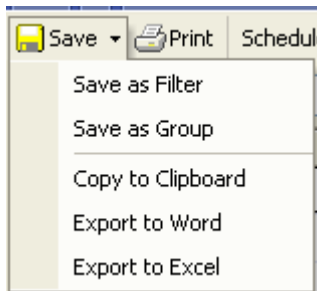 Save Print Schedul
Save as Filter
Save as Group
Copy to Clipboard
Export to Word
Export to Excel